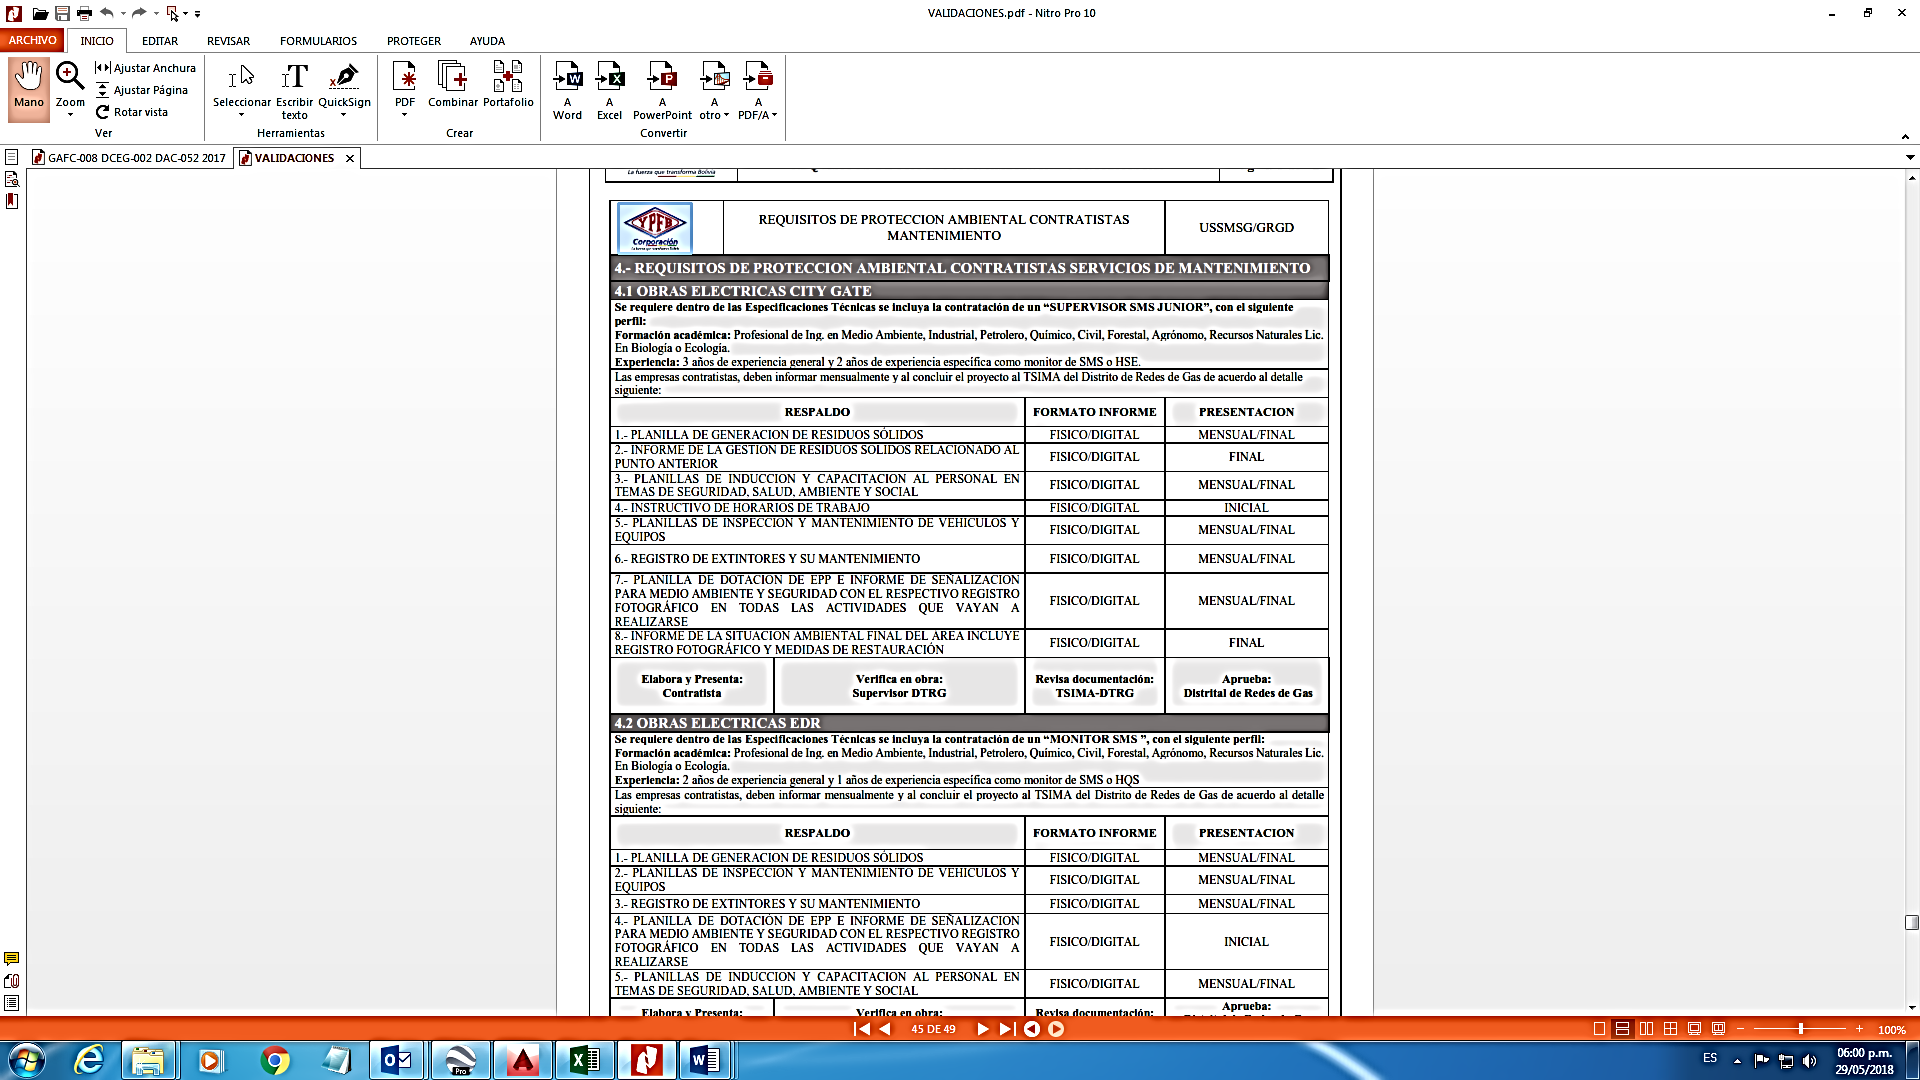 VALIDACIONES.pdf - Nitro Pro 10
ARCHIVO INICIO EDITAR REVISAR FORMULARIOS PROTEGER AYUDA
Mano
Zoom
Ajustar Anchura
Ajustar Página
Rotar vista
Ver
Seleccionar
Escribir texto
QuickSign
Herramientas
PDF
Combinar
Portafolio
Crear
A Word
A Excel
A PowerPoint
A otro
A PDF/A
Convertir
GAFC-008 DCEG-002 DAC-052 2017
VALIDACIONES
La fuerza que transforma Bolivia
YPFB
Corporación
REQUISITOS DE PROTECCION AMBIENTAL CONTRATISTAS
MANTENIMIENTO
USSMSG/GRGD
4.- REQUISITOS DE PROTECCION AMBIENTAL CONTRATISTAS SERVICIOS DE MANTENIMIENTO
4.1 OBRAS ELECTRICAS CITY GATE
Se requiere dentro de las Especificaciones Técnicas se incluya la contratación de un “SUPERVISOR SMS JUNIOR”, con el siguiente
perfil:
Formación académica: Profesional de Ing. en Medio Ambiente, Industrial, Petrolero, Químico, Civil, Forestal, Agrónomo, Recursos Naturales Lic.
En Biología o Ecología.
Experiencia: 3 años de experiencia general y 2 años de experiencia específica como monitor de SMS o HSE.
Las empresas contratistas, deben informar mensualmente y al concluir el proyecto al TSIMA del Distrito de Redes de Gas de acuerdo al detalle
siguiente:
RESPALDO FORMATO INFORME PRESENTACION
1.- PLANILLA DE GENERACION DE RESIDUOS SÓLIDOS FISICO/DIGITAL MENSUAL/FINAL
2.- INFORME DE LA GESTION DE RESIDUOS SOLIDOS RELACIONADO AL
PUNTO ANTERIOR
FISICO/DIGITAL FINAL
3.- PLANILLAS DE INDUCCION Y CAPACITACION AL PERSONAL EN
TEMAS DE SEGURIDAD, SALUD, AMBIENTE Y SOCIAL
FISICO/DIGITAL MENSUAL/FINAL
4.- INSTRUCTIVO DE HORARIOS DE TRABAJO FISICO/DIGITAL INICIAL
5.- PLANILLAS DE INSPECCION Y MANTENIMIENTO DE VEHICULOS Y
EQUIPOS
FISICO/DIGITAL MENSUAL/FINAL
6.- REGISTRO DE EXTINTORES Y SU MANTENIMIENTO FISICO/DIGITAL MENSUAL/FINAL
7.- PLANILLA DE DOTACION DE EPP E INFORME DE SEÑALIZACION
PARA MEDIO AMBIENTE Y SEGURIDAD CON EL RESPECTIVO REGISTRO
FOTOGRÁFICO EN TODAS LAS ACTIVIDADES QUE VAYAN A
REALIZARSE
FISICO/DIGITAL MENSUAL/FINAL
8.- INFORME DE LA SITUACION AMBIENTAL FINAL DEL AREA INCLUYE
REGISTRO FOTOGRÁFICO Y MEDIDAS DE RESTAURACIÓN
FISICO/DIGITAL FINAL
Elabora y Presenta:
Contratista
Verifica en obra:
Supervisor DTRG
Revisa documentación:
TSIMA-DTRG
Aprueba:
Distrital de Redes de Gas
4.2 OBRAS ELECTRICAS EDR
Se requiere dentro de las Especificaciones Técnicas se incluya la contratación de un “MONITOR SMS ”, con el siguiente perfil:
Formación académica: Profesional de Ing. en Medio Ambiente, Industrial, Petrolero, Químico, Civil, Forestal, Agrónomo, Recursos Naturales Lic.
En Biología o Ecología.
Experiencia: 2 años de experiencia general y 1 años de experiencia específica como monitor de SMS o HQS
Las empresas contratistas, deben informar mensualmente y al concluir el proyecto al TSIMA del Distrito de Redes de Gas de acuerdo al detalle
siguiente:
RESPALDO FORMATO INFORME PRESENTACION
1.- PLANILLA DE GENERACION DE RESIDUOS SÓLIDOS FISICO/DIGITAL MENSUAL/FINAL
2.- PLANILLAS DE INSPECCION Y MANTENIMIENTO DE VEHICULOS Y
EQUIPOS
FISICO/DIGITAL MENSUAL/FINAL
3.- REGISTRO DE EXTINTORES Y SU MANTENIMIENTO FISICO/DIGITAL MENSUAL/FINAL
4.- PLANILLA DE DOTACIÓN DE EPP E INFORME DE SEÑALIZACION
PARA MEDIO AMBIENTE Y SEGURIDAD CON EL RESPECTIVO REGISTRO
FOTOGRÁFICO EN TODAS LAS ACTIVIDADES QUE VAYAN A
REALIZARSE
FISICO/DIGITAL INICIAL
5.- PLANILLAS DE INDUCCION Y CAPACITACION AL PERSONAL EN
TEMAS DE SEGURIDAD, SALUD, AMBIENTE Y SOCIAL
FISICO/DIGITAL MENSUAL/FINAL
Elabora y Presenta: Verifica en obra: Revisa documentación: Aprueba:
45 DE 49
100%
Pro
ES
06:00 p.m.
29/05/2018